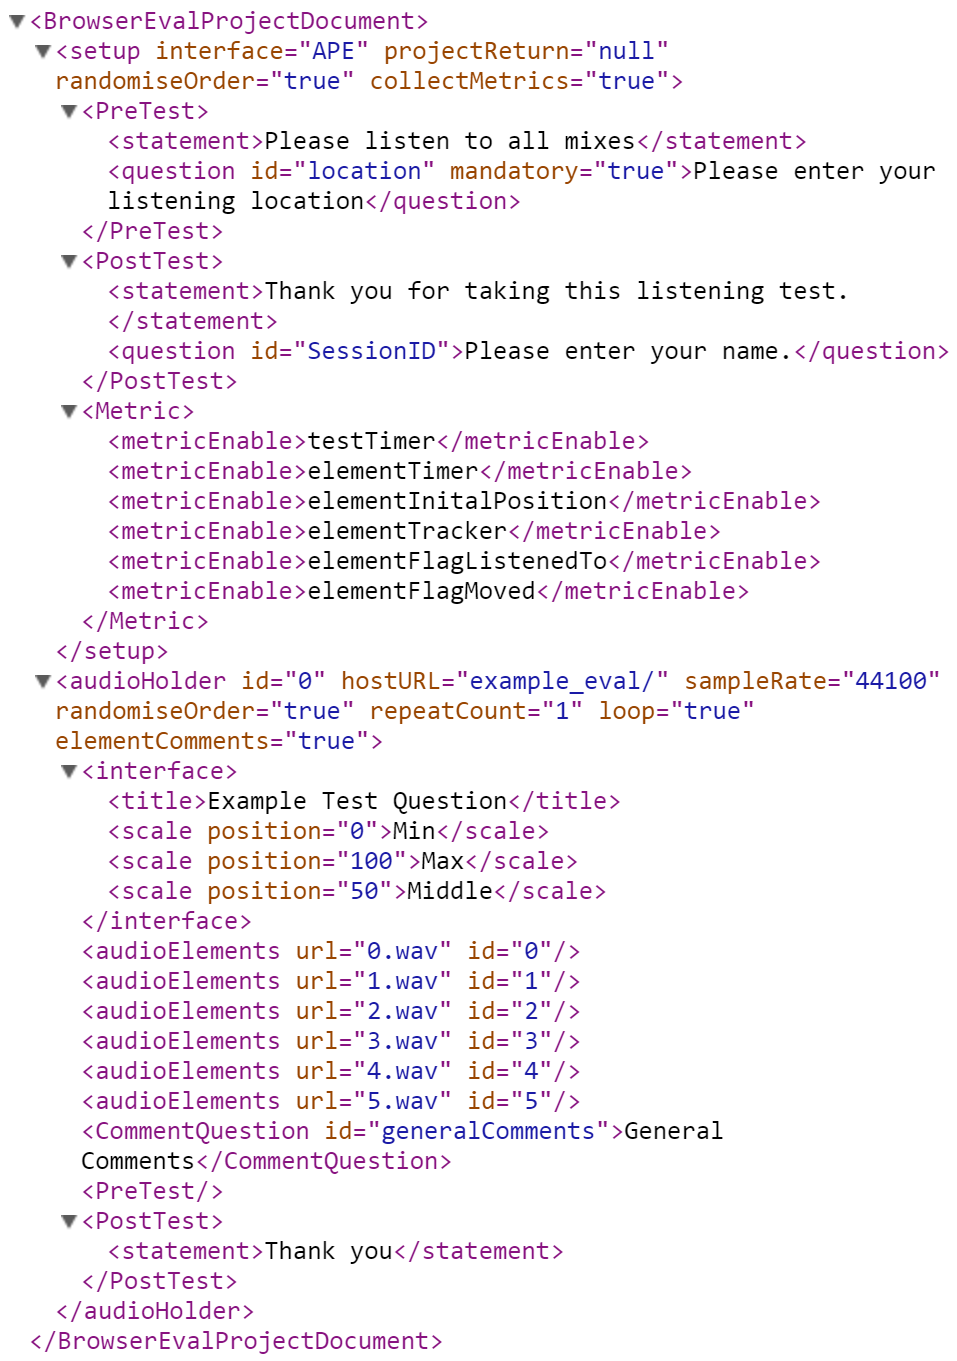 <BrowserEvalProjectDocument>
<setup interface="APE" projectReturn="null"
randomiseOrder="true" collectMetrics="true">
<PreTest>
<statement>Please listen to all mixes</statement>
<question id="location" mandatory="true">Please enter your
listening location</question>
</PreTest>
<PostTest>
<statement>Thank you for taking this listening test.
</statement>
<question id="SessionID">Please enter your name.</question>
</PostTest>
<Metric>
<metricEnable>testTimer</metricEnable>
<metricEnable>elementTimer</metricEnable>
<metricEnable>elementInitalPosition</metricEnable>
<metricEnable>elementTracker</metricEnable>
<metricEnable>elementFlagListenedTo</metricEnable>
<metricEnable>elementFlagMoved</metricEnable>
</Metric>
</setup>
<audioHolder id="0" hostURL="example_eval/" sampleRate="44100"
randomiseOrder="true" repeatCount="1" loop="true"
elementComments="true">
<interface>
<title>Example Test Question</title>
<scale position="0">Min</scale>
<scale position="100">Max</scale>
<scale position="50">Middle</scale>
</interface>
<audioElements url="0.wav" id="0"/>
<audioElements url="1.wav" id="1"/>
<audioElements url="2.wav" id="2"/>
<audioElements url="3.wav" id="3"/>
<audioElements url="4.wav" id="4"/>
<audioElements url="5.wav" id="5"/>
<CommentQuestion id="generalComments">General
Comments</CommentQuestion>
<PreTest/>
<PostTest>
<statement>Thank you</statement>
</PostTest>
</audioHolder>
</BrowserEvalProjectDocument>